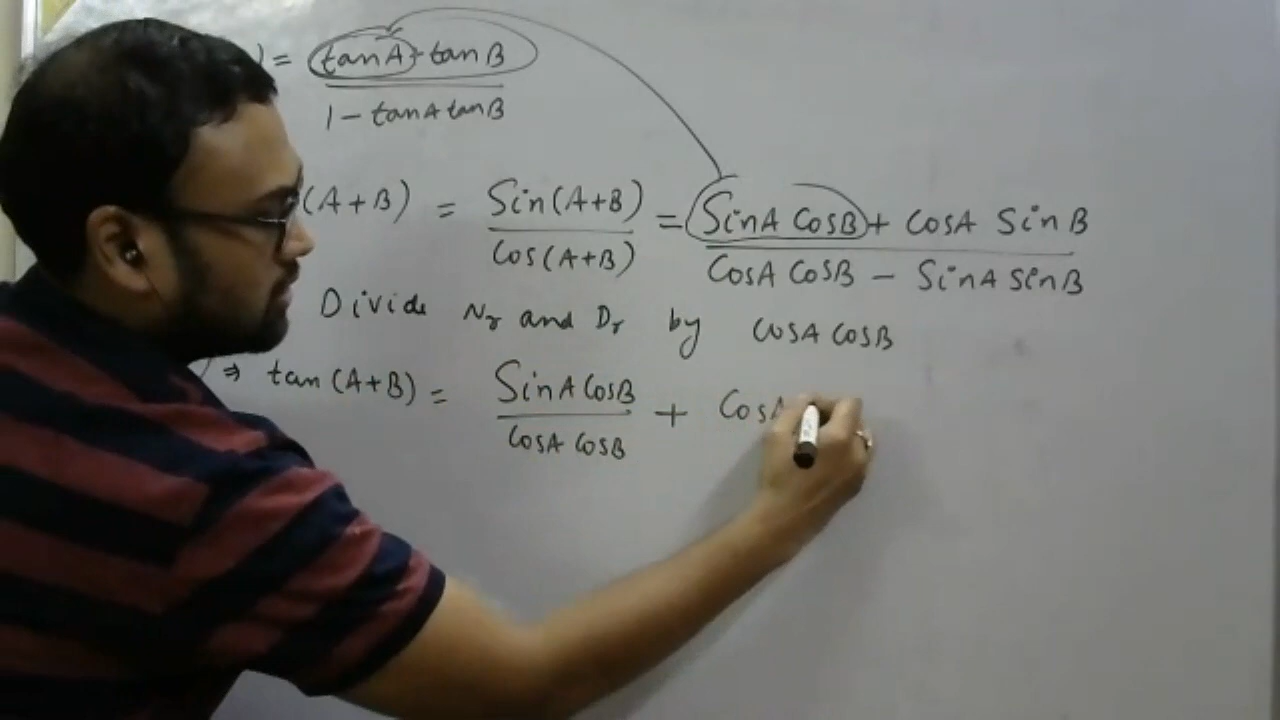 ) = tanA + tanB
1 - tanA tanB
(A+B) = Sin(A+B) = SinA CosB + CosA SinB
Cos(A+B) CosA CosB - SinA SinB
Divide Nr and Dr by CosA CosB
⇒ tan(A+B) = SinA CosB + CosA
CosA CosB